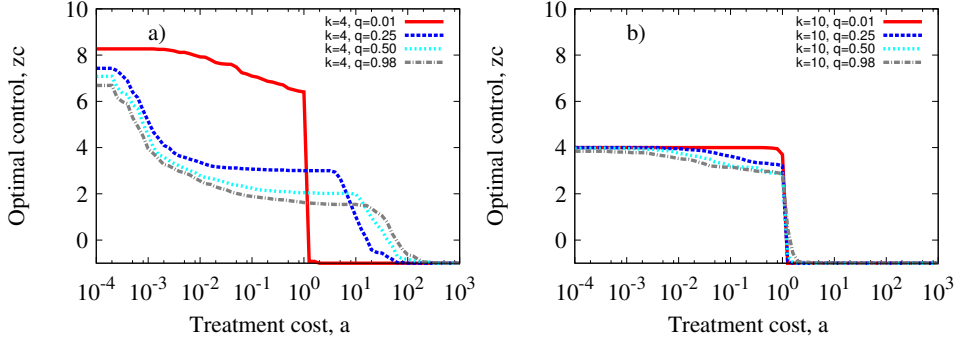 a)
k=4, q=0.01
k=4, q=0.25
k=4, q=0.50
k=4, q=0.98
Optimal control, zc
10
8
6
4
2
0
10^-4 10^-3 10^-2 10^-1 10^0 10^1 10^2 10^3
Treatment cost, a
b)
k=10, q=0.01
k=10, q=0.25
k=10, q=0.50
k=10, q=0.98
Optimal control, zc
10
8
6
4
2
0
10^-4 10^-3 10^-2 10^-1 10^0 10^1 10^2 10^3
Treatment cost, a